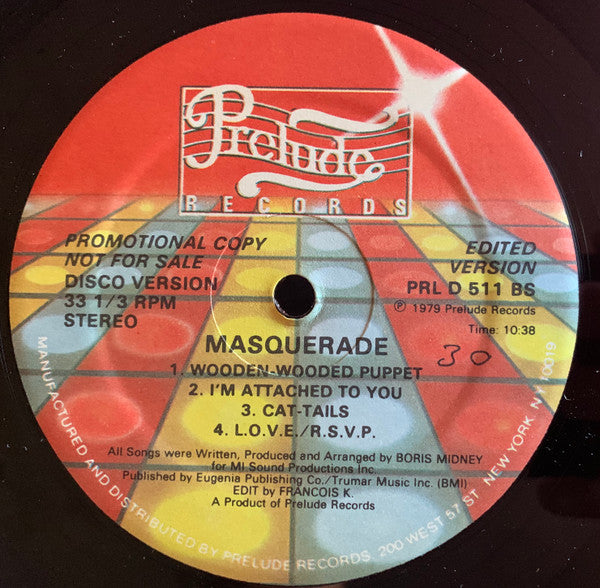 Prelude
RECORDS
PROMOTIONAL COPY
NOT FOR SALE
DISCO VERSION
33 1/3 RPM
STEREO
EDITED
VERSION
PRL D 511 BS
℗ 1979 Prelude Records
Time: 10:38
30
MASQUERADE
1. WOODEN-WOODED PUPPET
2. I'M ATTACHED TO YOU
3. CAT-TAILS
4. L.O.V.E./R.S.V.P.
All Songs were Written, Produced and Arranged by BORIS MIDNEY
for MI Sound Productions Inc.
Published by Eugenia Publishing Co./Trumar Music Inc. (BMI)
EDIT by FRANCOIS K.
A Product of Prelude Records
MANUFACTURED AND DISTRIBUTED BY PRELUDE RECORDS, 200 WEST 57 ST. NEW YORK, N.Y. 10019